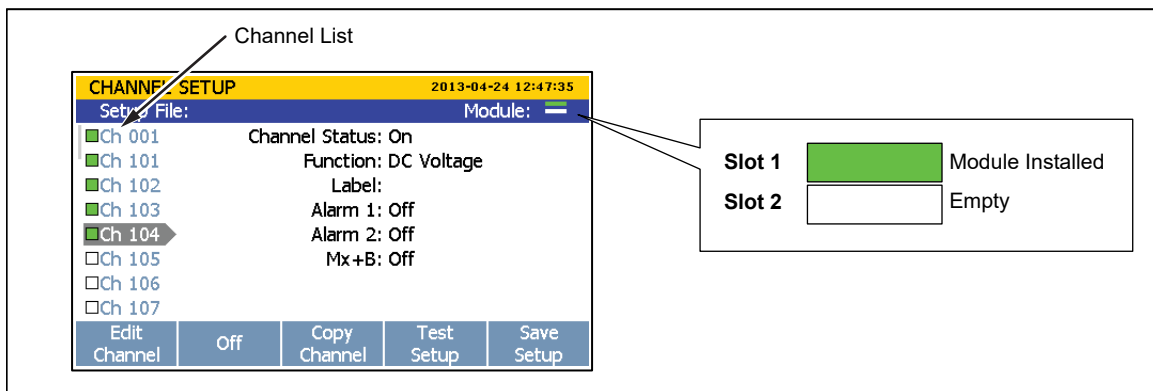 Channel List
CHANNEL SETUP 2013-04-24 12:47:35
Setup File: Module:
Ch 001 Channel Status: On
Ch 101 Function: DC Voltage
Ch 102 Label:
Ch 103 Alarm 1: Off
Ch 104 Alarm 2: Off
Ch 105 Mx+B: Off
Ch 106
Ch 107
Edit Channel Off Copy Channel Test Setup Save Setup
Slot 1 Module Installed
Slot 2 Empty